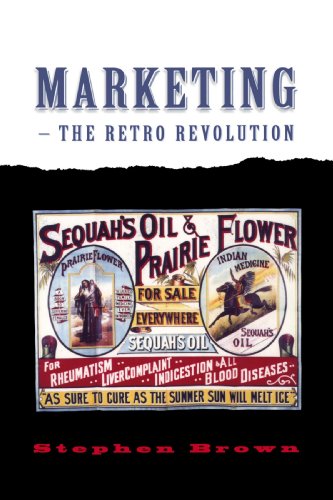 MARKETING
– THE RETRO REVOLUTION
SEQUAH'S OIL &
PRAIRIE FLOWER
PRAIRIE FLOWER
INDIAN MEDICINE
FOR SALE
EVERYWHERE
SEQUAH'S OIL
SEQUAH'S
OIL
FOR
RHEUMATISM LIVER COMPLAINT INDIGESTION & ALL
BLOOD DISEASES
"AS SURE TO CURE AS THE SUMMER SUN WILL MELT ICE"
Stephen Brown